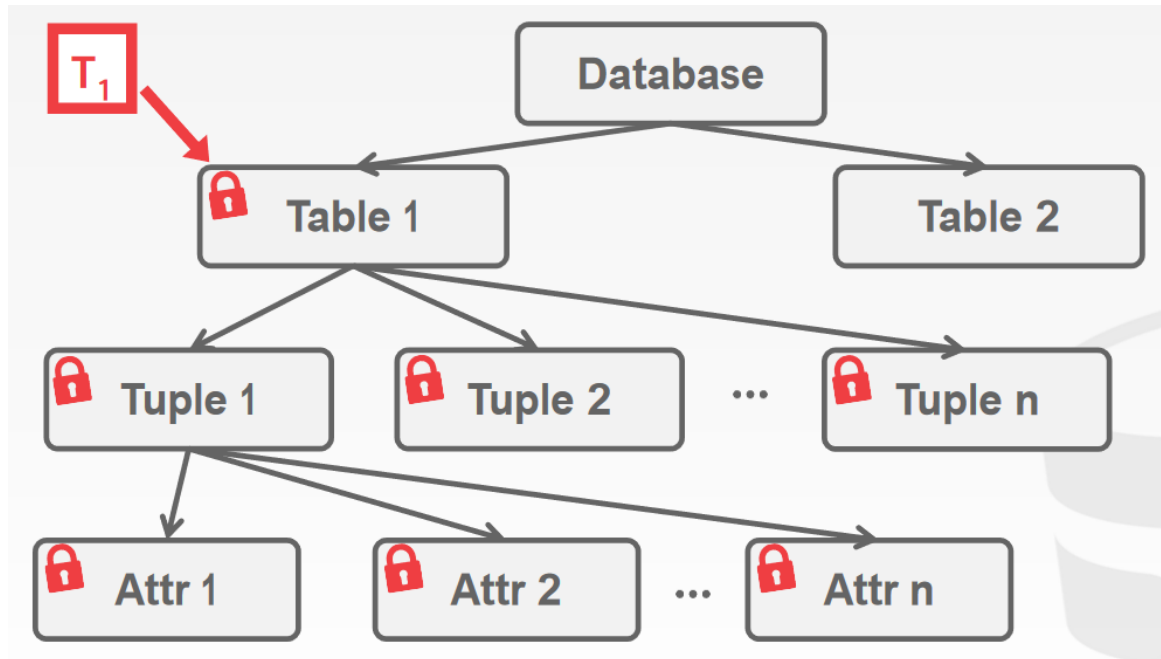 T1
Database
Table 1
Table 2
Tuple 1
Tuple 2
...
Tuple n
Attr 1
Attr 2
...
Attr n